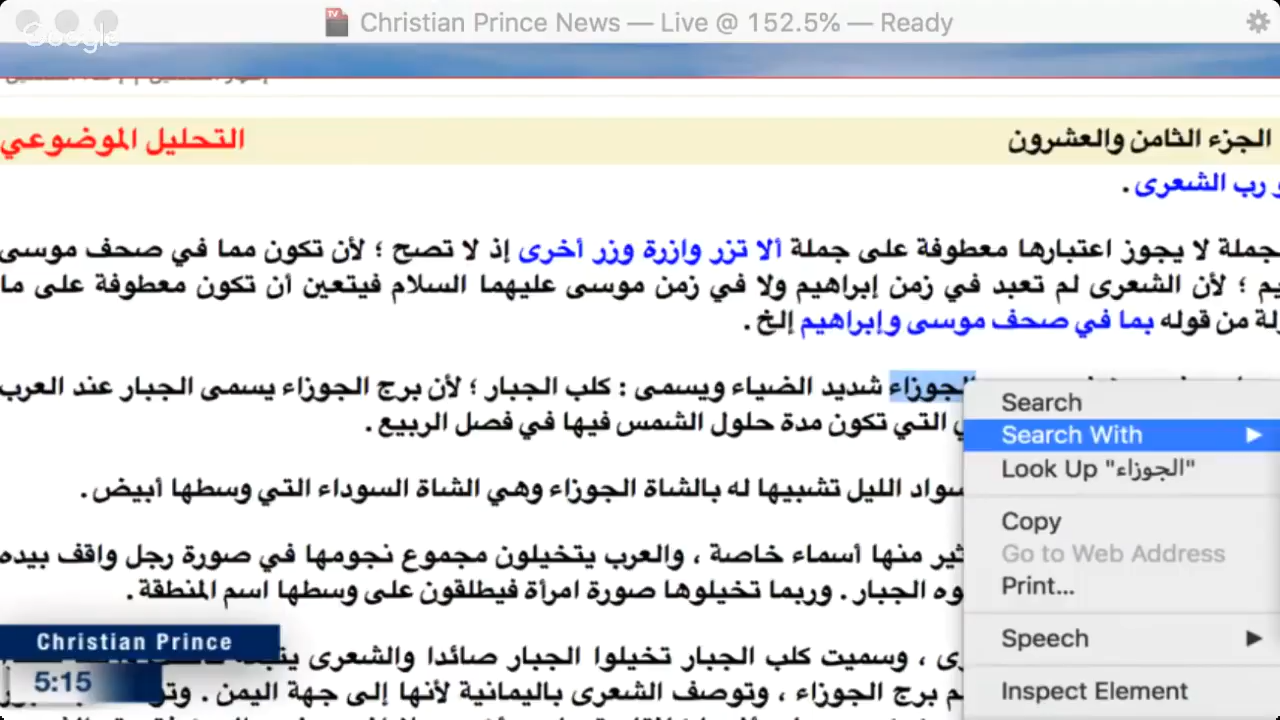 Christian Prince News — Live @ 152.5% — Ready
Google
الجزء الثامن والعشرون
التحليل الموضوعي
و رب الشعرى .
جملة لا يجوز اعتبارها معطوفة على جملة ألا تزر وازرة وزر أخرى إذ لا تصح ؛ لأن تكون مما في صحف موسى
؛ لأن الشعرى لم تعبد في زمن إبراهيم ولا في زمن موسى عليهما السلام فيتعين أن تكون معطوفة على ما
من قوله بما في صحف موسى وإبراهيم إلخ .
الجوزاء شديد الضياء ويسمى : كلب الجبار ؛ لأن برج الجوزاء يسمى الجبار عند العرب
التي تكون مدة حلول الشمس فيها في فصل الربيع .
سواد الليل تشبيها له بالشاة الجوزاء وهي الشاة السوداء التي وسطها أبيض .
منها أسماء خاصة ، والعرب يتخيلون مجموع نجومها في صورة رجل واقف بيده
الجبار . وربما تخيلوها صورة امرأة فيطلقون على وسطها اسم المنطقة .
، وسميت كلب الجبار تخيلوا الجبار صائدا والشعرى
برج الجوزاء ، وتوصف الشعرى باليمانية لأنها إلى جهة اليمن .
Search
Search With
Look Up "الجوزاء"
Copy
Go to Web Address
Print...
Speech
Inspect Element
Christian Prince
5:15